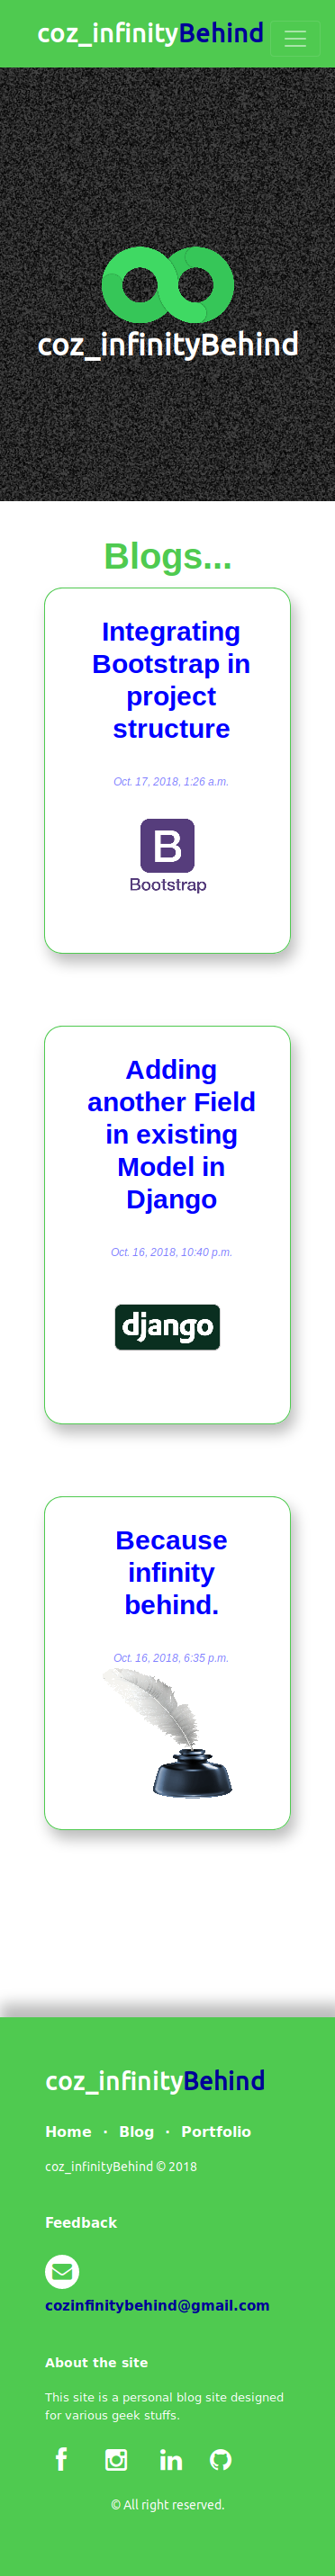 coz_infinityBehind
coz_infinityBehind
Blogs...
Integrating
Bootstrap in
project
structure
Oct. 17, 2018, 1:26 a.m.
B
Bootstrap
Adding
another Field
in existing
Model in
Django
Oct. 16, 2018, 10:40 p.m.
django
Because
infinity
behind.
Oct. 16, 2018, 6:35 p.m.
coz_infinityBehind
Home · Blog · Portfolio
coz_infinityBehind © 2018
Feedback
cozinfinitybehind@gmail.com
About the site
This site is a personal blog site designed
for various geek stuffs.
© All right reserved.